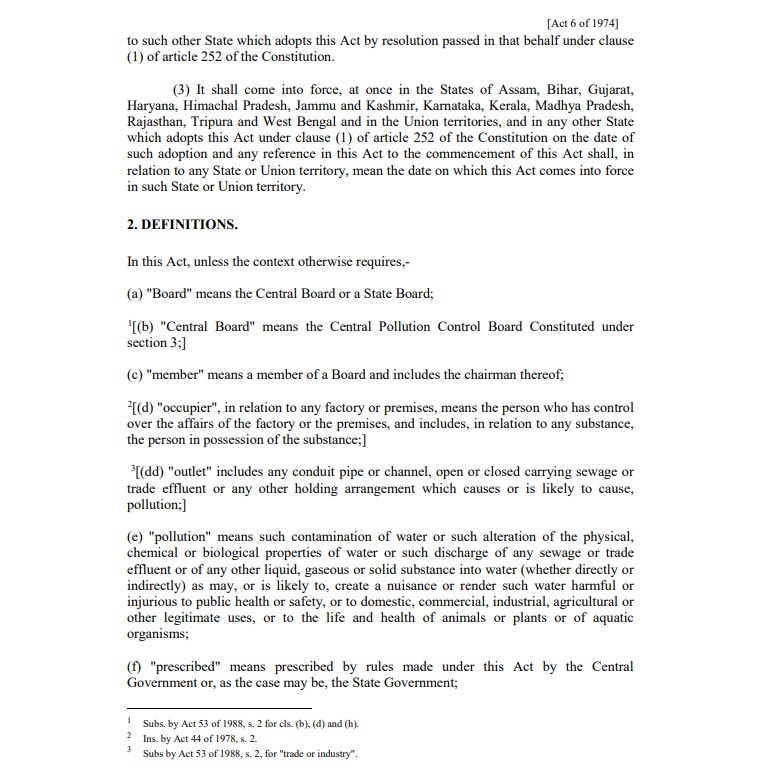 [Act 6 of 1974]
to such other State which adopts this Act by resolution passed in that behalf under clause
(1) of article 252 of the Constitution.
(3) It shall come into force, at once in the States of Assam, Bihar, Gujarat,
Haryana, Himachal Pradesh, Jammu and Kashmir, Karnataka, Kerala, Madhya Pradesh,
Rajasthan, Tripura and West Bengal and in the Union territories, and in any other State
which adopts this Act under clause (1) of article 252 of the Constitution on the date of
such adoption and any reference in this Act to the commencement of this Act shall, in
relation to any State or Union territory, mean the date on which this Act comes into force
in such State or Union territory.
2. DEFINITIONS.
In this Act, unless the context otherwise requires,-
(a) "Board" means the Central Board or a State Board;
1[(b) "Central Board" means the Central Pollution Control Board Constituted under
section 3;]
(c) "member" means a member of a Board and includes the chairman thereof;
2[(d) "occupier", in relation to any factory or premises, means the person who has control
over the affairs of the factory or the premises, and includes, in relation to any substance,
the person in possession of the substance;]
3[(dd) "outlet" includes any conduit pipe or channel, open or closed carrying sewage or
trade effluent or any other holding arrangement which causes or is likely to cause,
pollution;]
(e) "pollution" means such contamination of water or such alteration of the physical,
chemical or biological properties of water or such discharge of any sewage or trade
effluent or of any other liquid, gaseous or solid substance into water (whether directly or
indirectly) as may, or is likely to, create a nuisance or render such water harmful or
injurious to public health or safety, or to domestic, commercial, industrial, agricultural or
other legitimate uses, or to the life and health of animals or plants or of aquatic
organisms;
(f) "prescribed" means prescribed by rules made under this Act by the Central
Government or, as the case may be, the State Government;
1 Subs. by Act 53 of 1988, s. 2 for cls. (b), (d) and (h).
2 Ins. by Act 44 of 1978, s. 2.
3 Subs by Act 53 of 1988, s. 2, for "trade or industry".